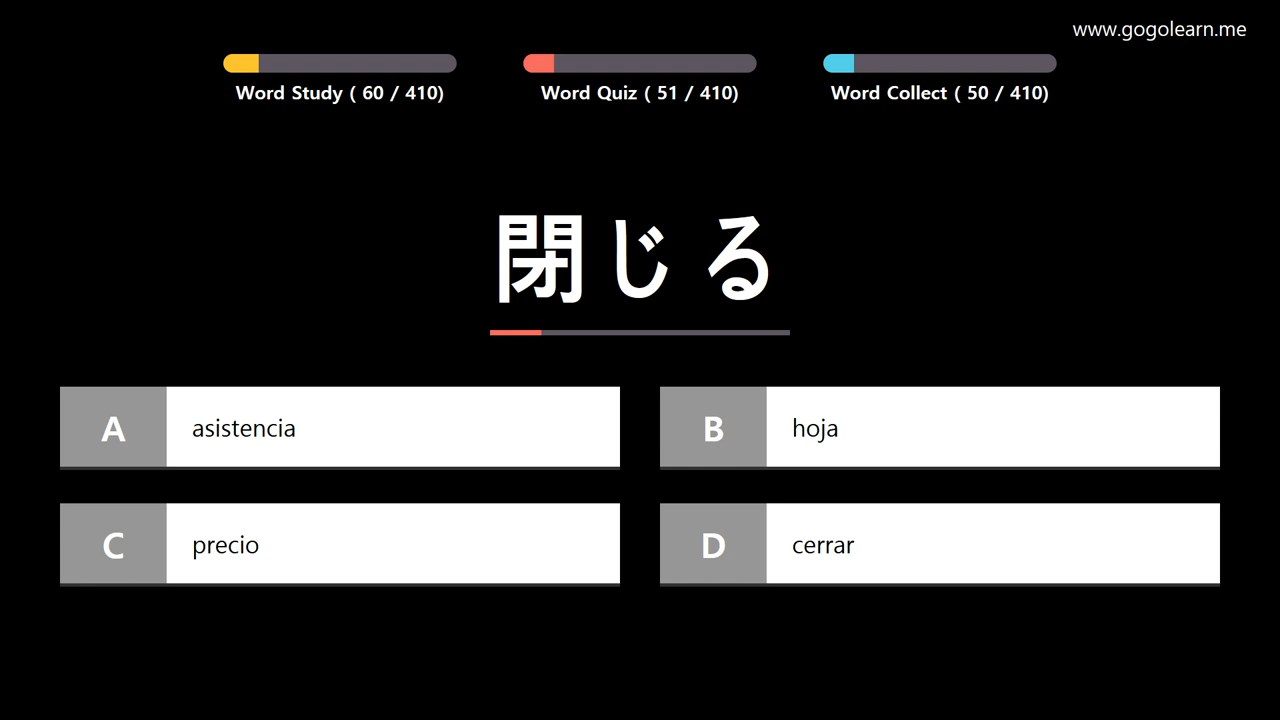 www.gogolearn.me
Word Study ( 60 / 410)
Word Quiz ( 51 / 410)
Word Collect ( 50 / 410)
閉じる
A asistencia
B hoja
C precio
D cerrar